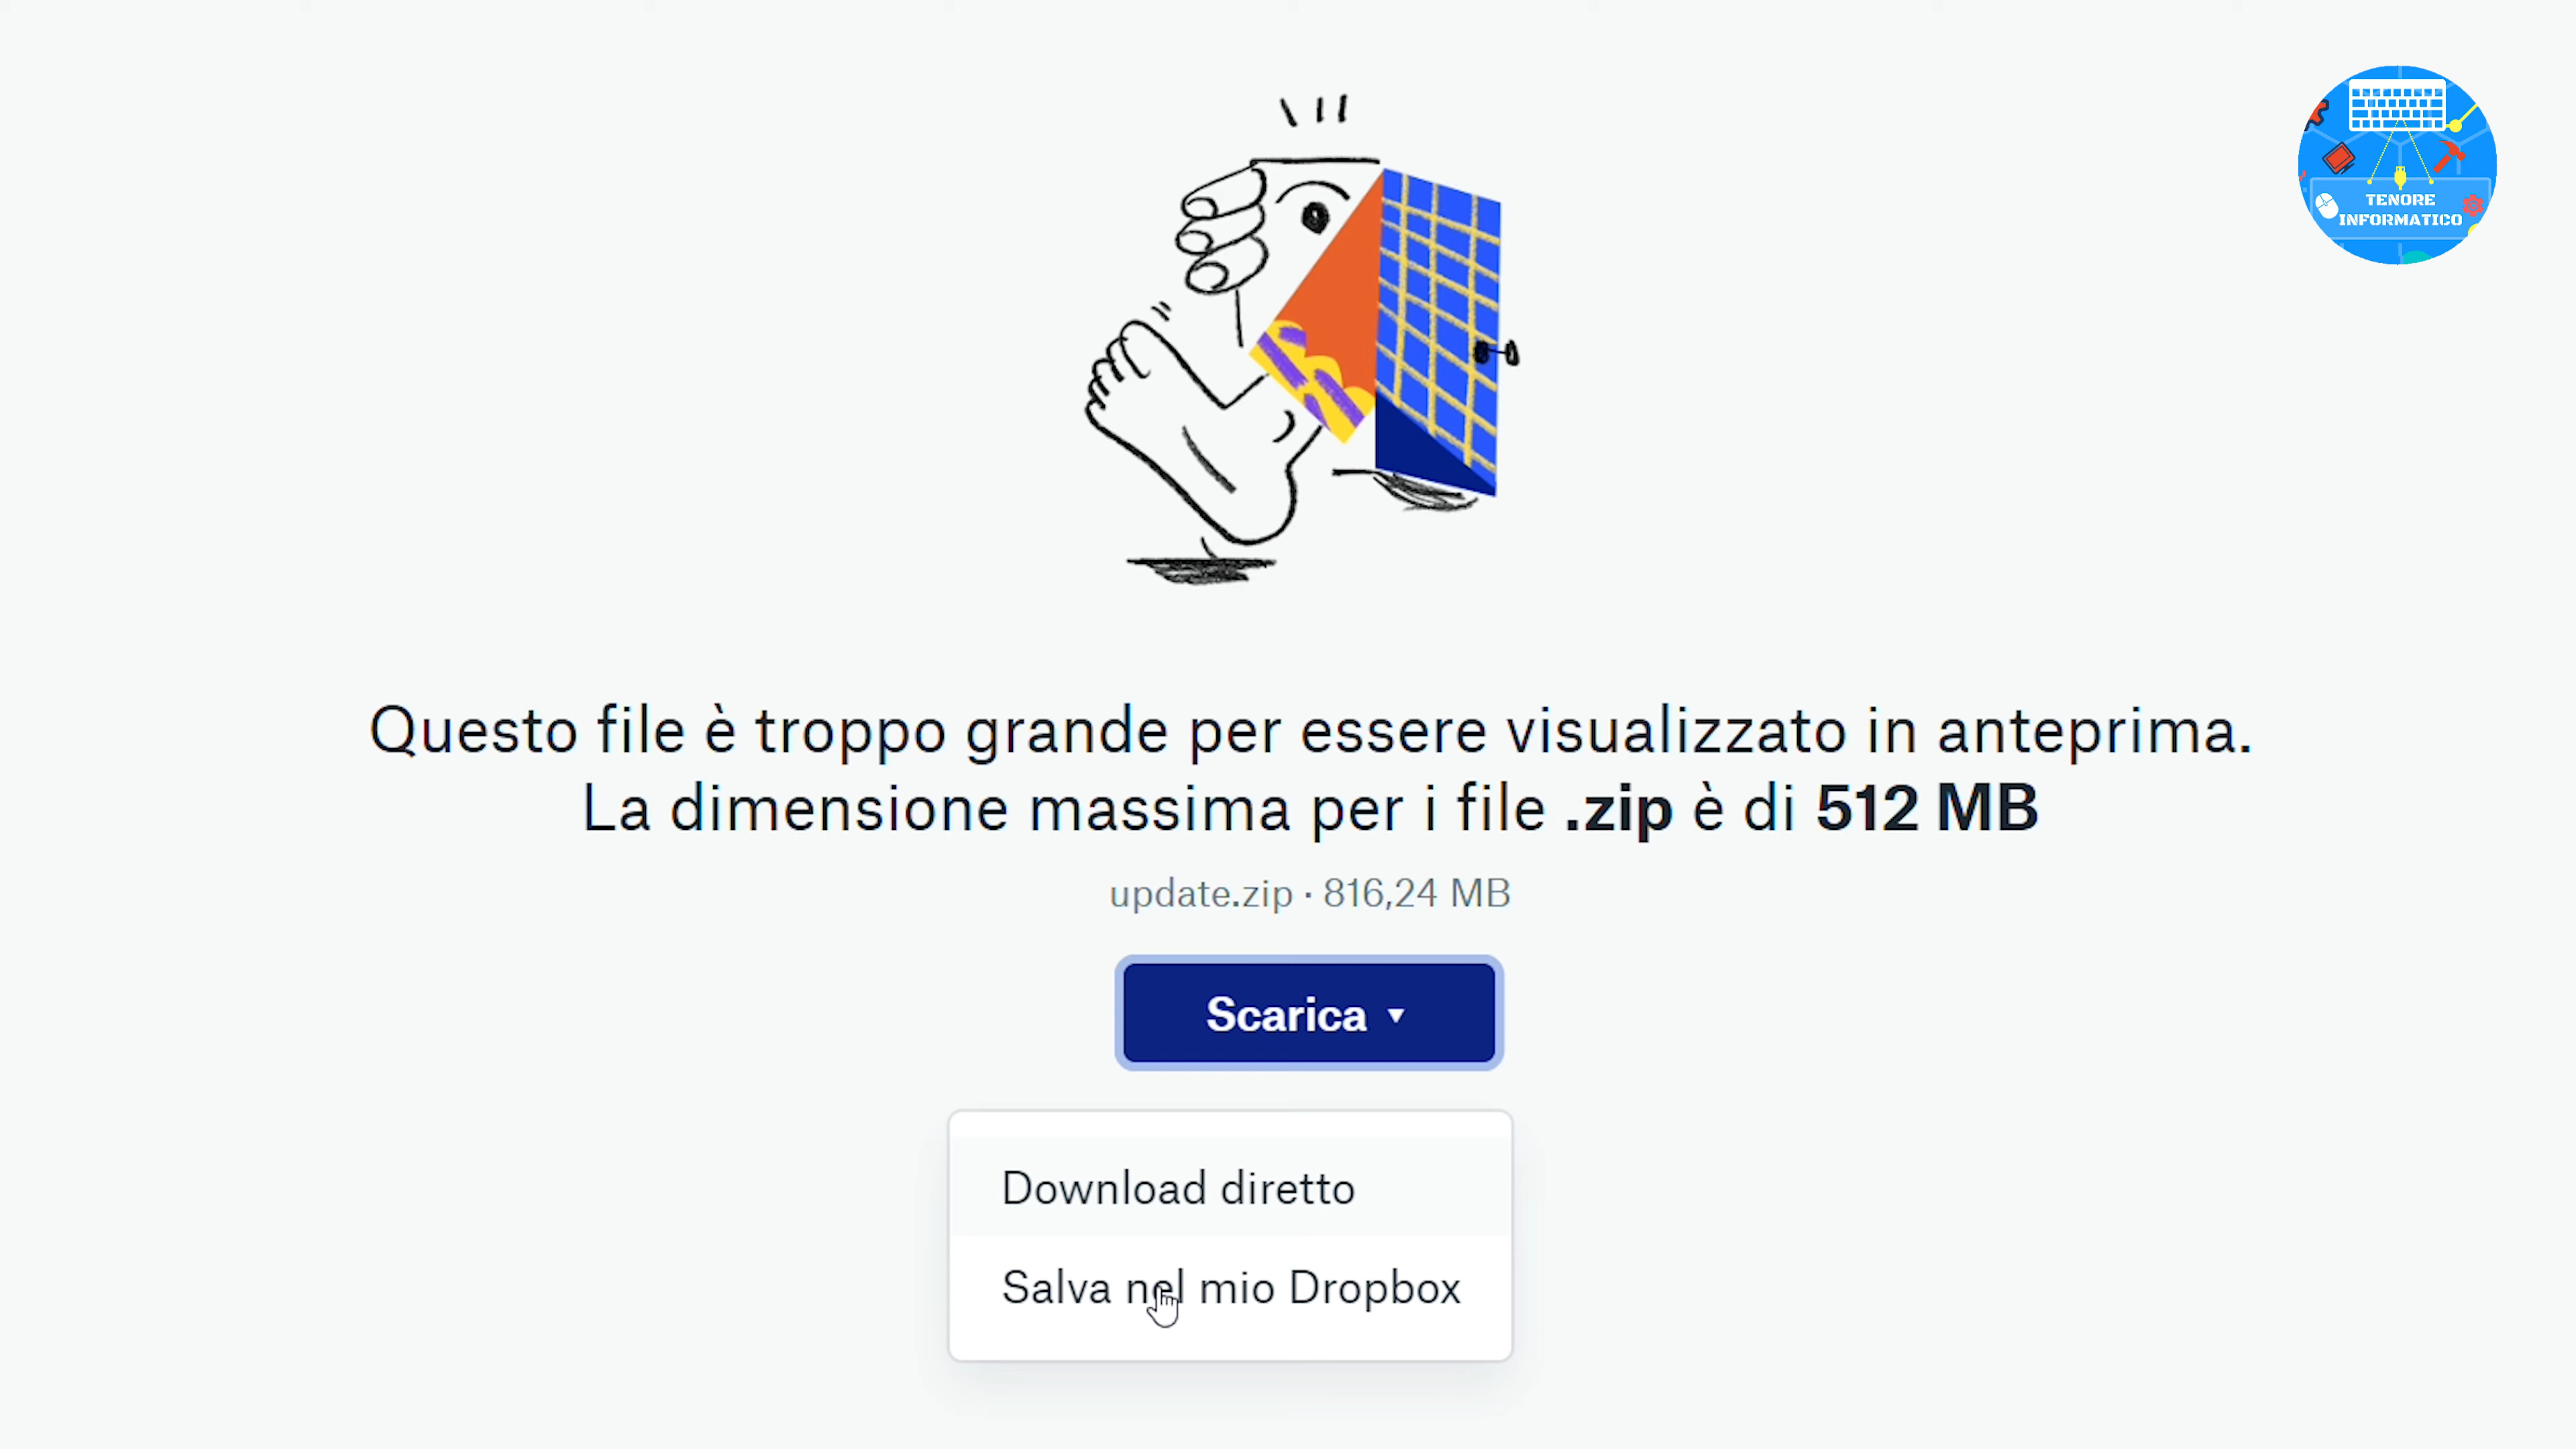 TENORE
INFORMATICO
Questo file è troppo grande per essere visualizzato in anteprima.
La dimensione massima per i file .zip è di 512 MB
update.zip · 816,24 MB
Scarica
Download diretto
Salva nel mio Dropbox